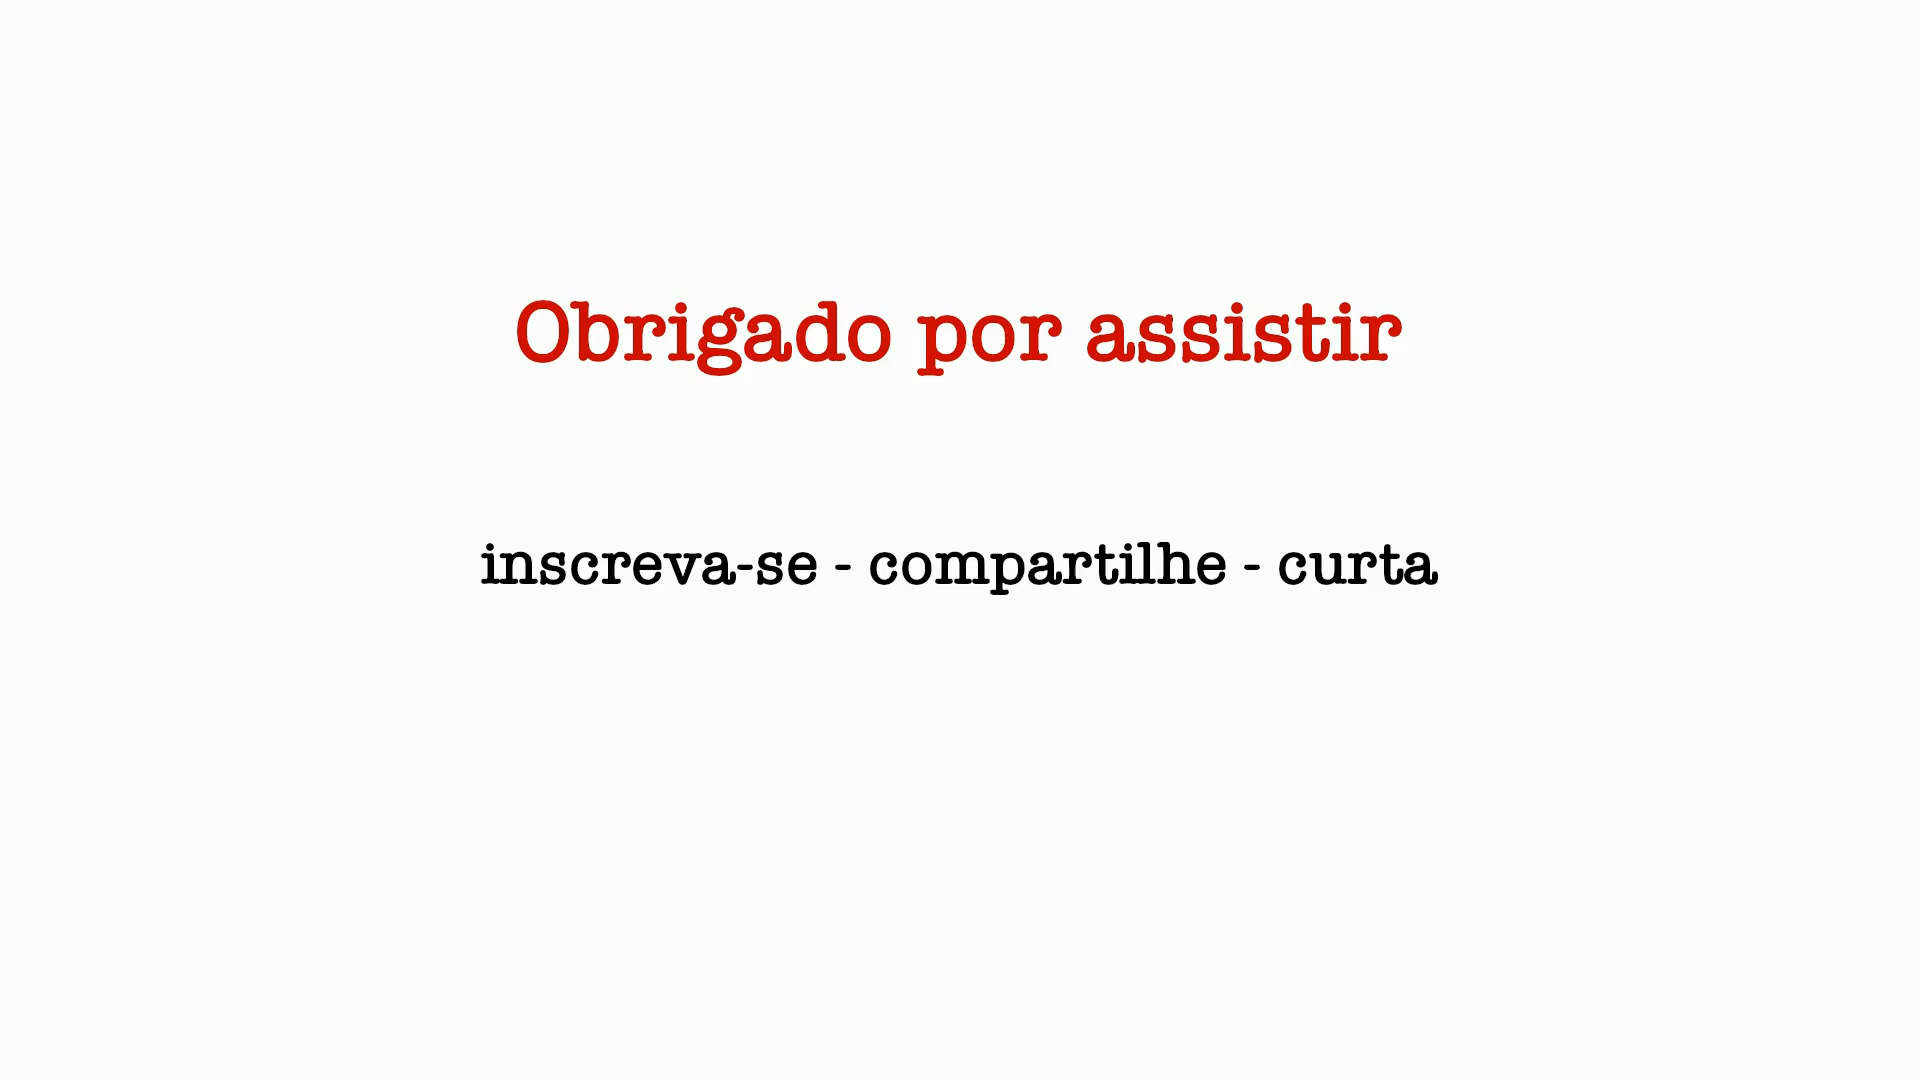 Obrigado por assistir
inscreva-se - compartilhe - curta